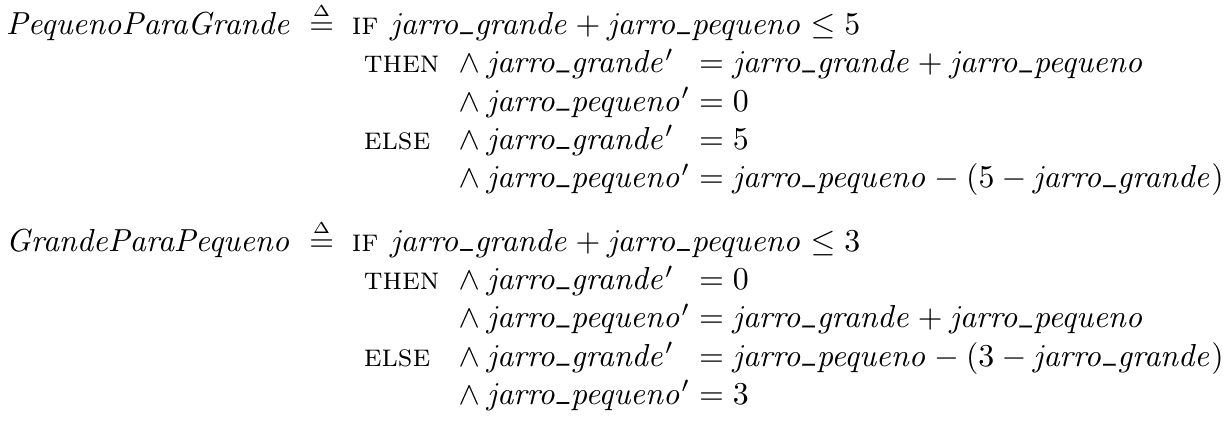 PequenoParaGrande ≜ IF jarro_grande + jarro_pequeno ≤ 5
THEN ∧ jarro_grande′ = jarro_grande + jarro_pequeno
∧ jarro_pequeno′ = 0
ELSE ∧ jarro_grande′ = 5
∧ jarro_pequeno′ = jarro_pequeno − (5 − jarro_grande)
GrandeParaPequeno ≜ IF jarro_grande + jarro_pequeno ≤ 3
THEN ∧ jarro_grande′ = 0
∧ jarro_pequeno′ = jarro_grande + jarro_pequeno
ELSE ∧ jarro_grande′ = jarro_pequeno − (3 − jarro_grande)
∧ jarro_pequeno′ = 3